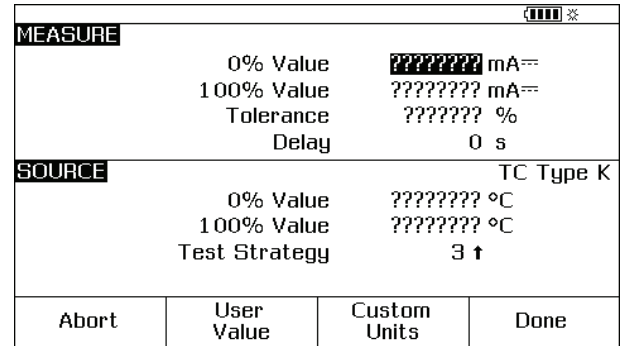 MEASURE
0% Value ???????? mA⎓
100% Value ???????? mA⎓
Tolerance ??????? %
Delay 0 s
SOURCE TC Type K
0% Value ???????? °C
100% Value ???????? °C
Test Strategy 3 ↑
Abort User Value Custom Units Done